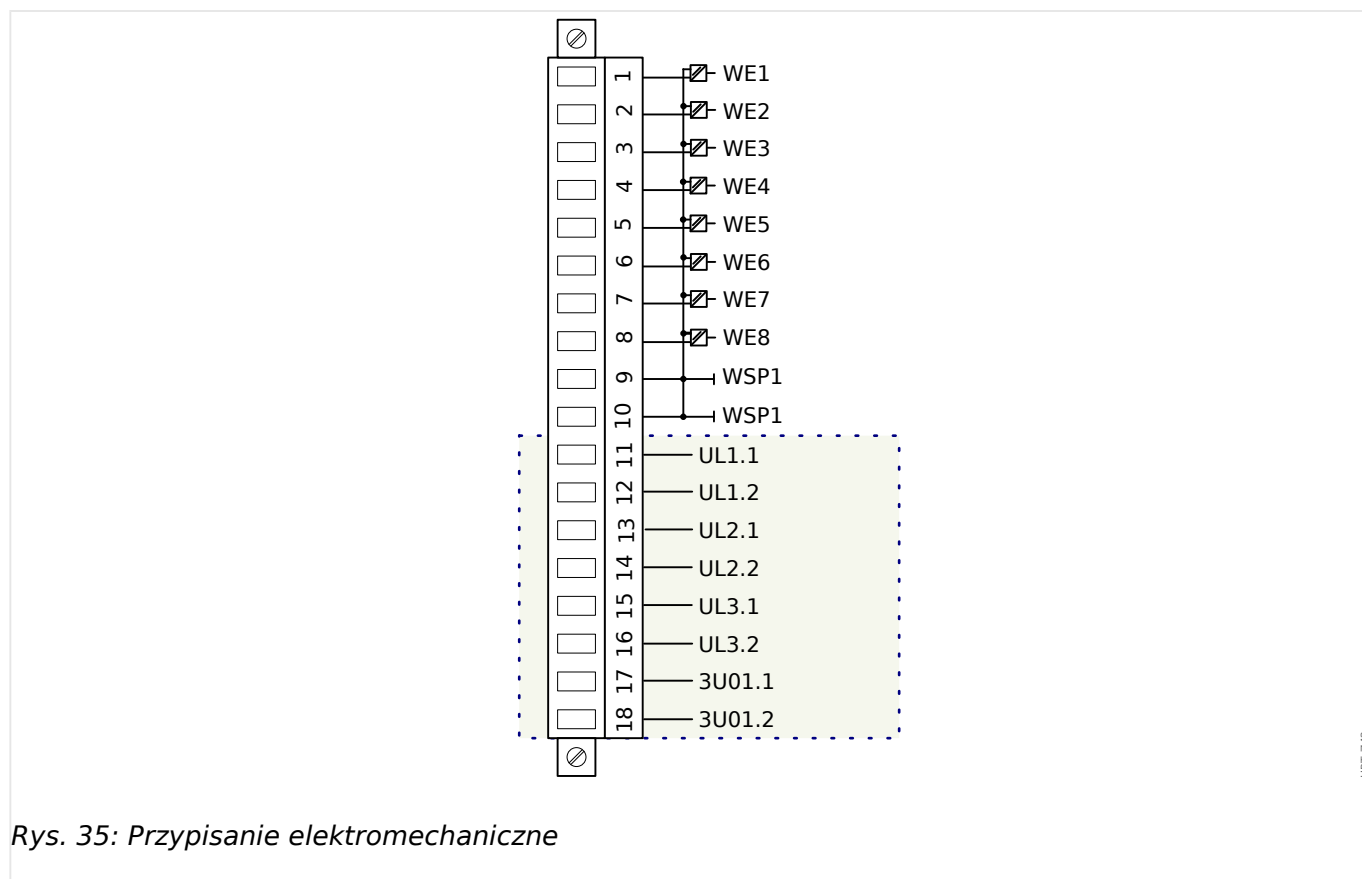 1 WE1
2 WE2
3 WE3
4 WE4
5 WE5
6 WE6
7 WE7
8 WE8
9 WSP1
10 WSP1
11 UL1.1
12 UL1.2
13 UL2.1
14 UL2.2
15 UL3.1
16 UL3.2
17 3U01.1
18 3U01.2
Rys. 35: Przypisanie elektromechaniczne